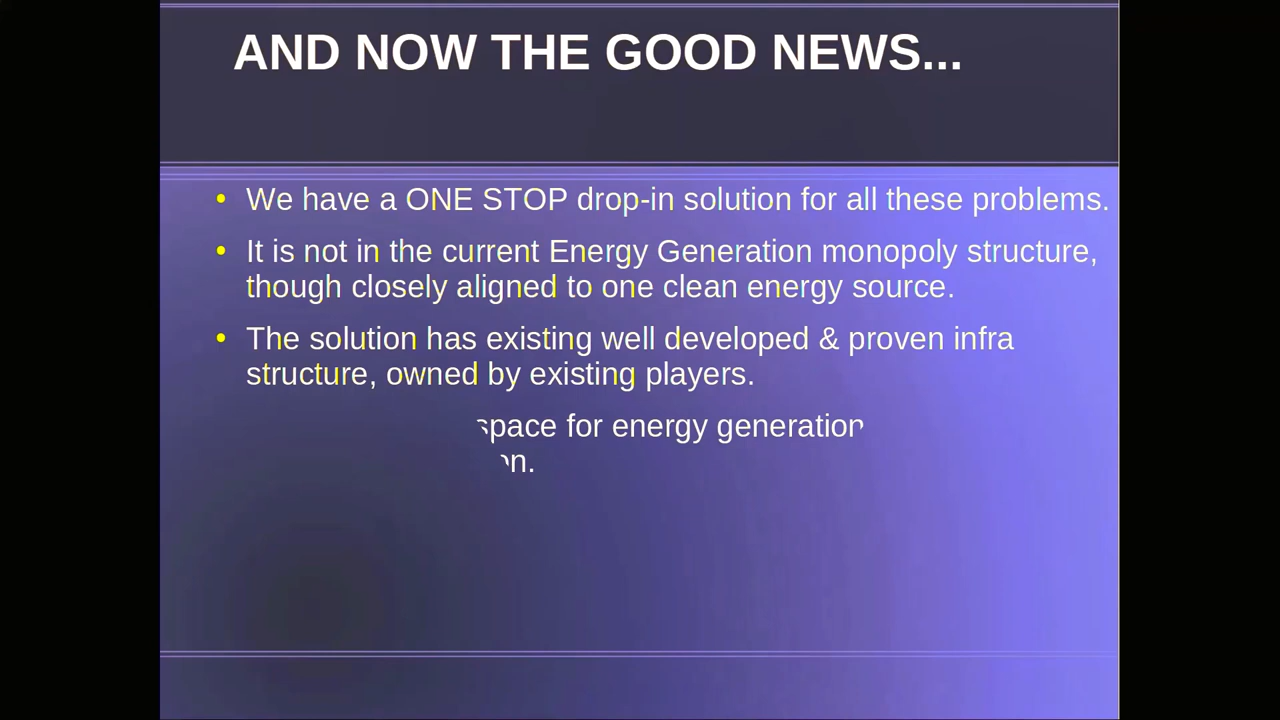 AND NOW THE GOOD NEWS...
• We have a ONE STOP drop-in solution for all these problems.
• It is not in the current Energy Generation monopoly structure,
though closely aligned to one clean energy source.
• The solution has existing well developed & proven infra
structure, owned by existing players.
space for energy generation